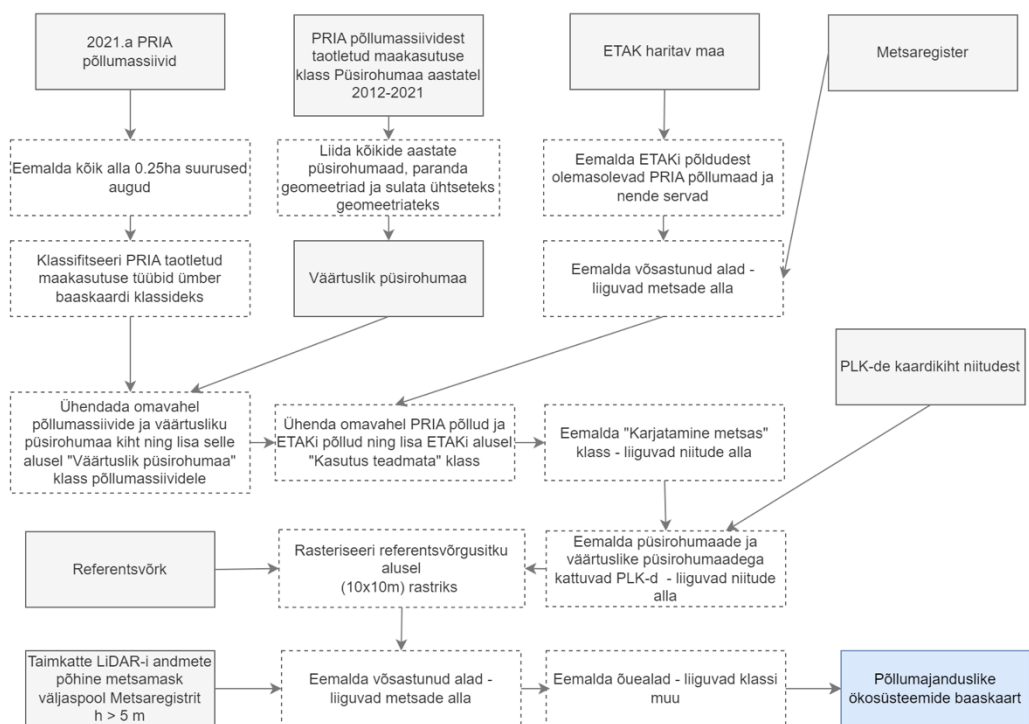 2021.a PRIA
põllumassiivid
PRIA põllumassiividest
taotletud maakasutuse
klass Püsirohumaa aastatel
2012-2021
ETAK haritav maa
Metsaregister
Eemalda kõik alla 0.25ha suurused
augud
Liida kõikide aastate
püsirohumaad, paranda
geomeetriad ja sulata ühtseteks
geomeetriateks
Eemalda ETAKi põldudest
olemasolevad PRIA põllumaad ja
nende servad
Klassifitseeri PRIA taotletud
maakasutuse tüübid ümber
baaskaardi klassideks
Väärtuslik püsirohumaa
Eemalda võsastunud alad -
liiguvad metsade alla
PLK-de kaardikiht niitudest
Ühendada omavahel
põllumassiivide ja väärtusliku
püsirohumaa kiht ning lisa selle
alusel "Väärtuslik püsirohumaa"
klass põllumassiividele
Ühenda omavahel PRIA põllud ja
ETAKi põllud ning lisa ETAKi alusel
"Kasutus teadmata" klass
Eemalda "Karjatamine metsas"
klass - liiguvad niitude alla
Referentsvõrk
Rasteriseeri referentsvõrgusitku
alusel
(10x10m) rastriks
Eemalda püsirohumaade ja
väärtuslike püsirohumaadega
kattuvad PLK-d - liiguvad niitude
alla
Taimkatte LiDAR-i andmete
põhine metsamask
väljaspool Metsaregistrit
h > 5 m
Eemalda võsastunud alad -
liiguvad metsade alla
Eemalda õuealad - liiguvad klassi
muu
Põllumajanduslike
ökosüsteemide baaskaart